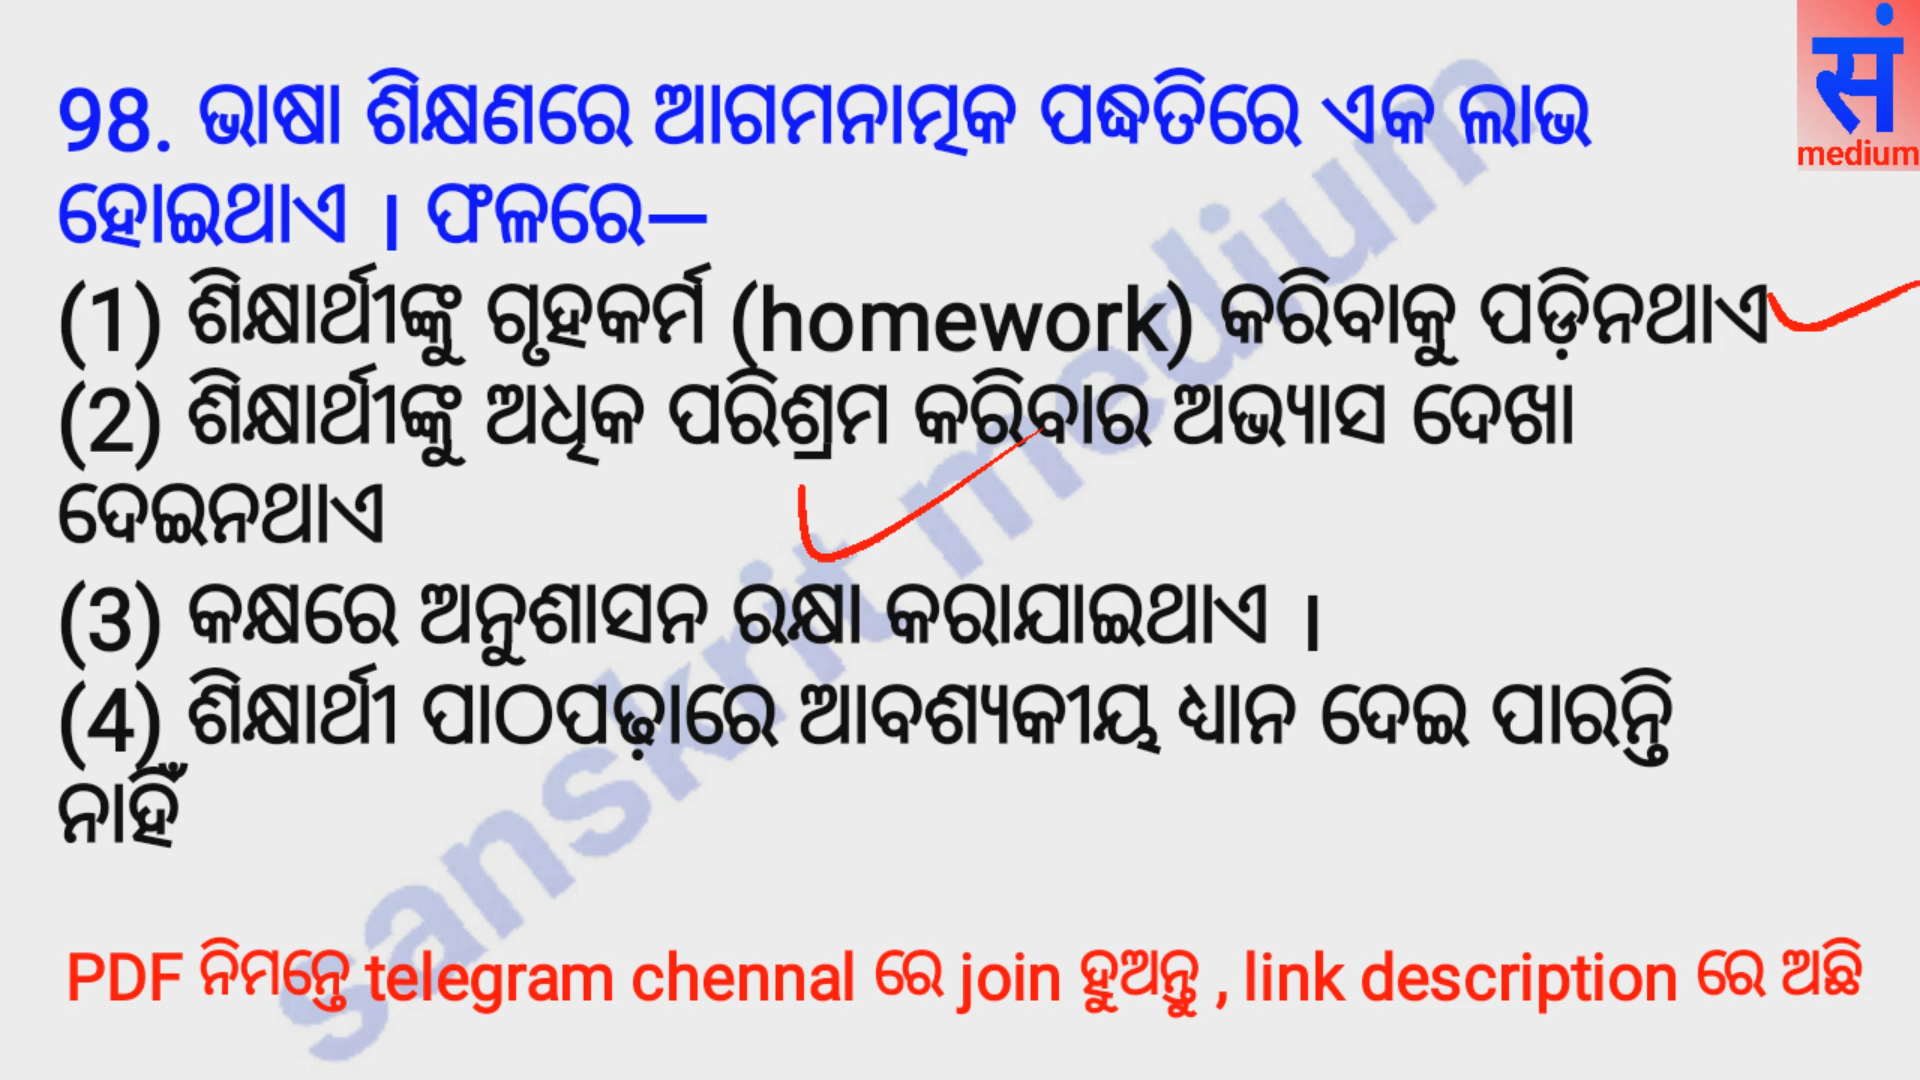 98. ଭାଷା ଶିକ୍ଷଣରେ ଆଗମନାତ୍ମକ ପଦ୍ଧତିରେ ଏକ ଲାଭ
ହୋଇଥାଏ । ଫଳରେ—
(1) ଶିକ୍ଷାର୍ଥୀଙ୍କୁ ଗୃହକର୍ମ (homework) କରିବାକୁ ପଡ଼ିନଥାଏ
(2) ଶିକ୍ଷାର୍ଥୀଙ୍କୁ ଅଧିକ ପରିଶ୍ରମ କରିବାର ଅଭ୍ୟାସ ଦେଖା
ଦେଇନଥାଏ
(3) କକ୍ଷରେ ଅନୁଶାସନ ରକ୍ଷା କରାଯାଇଥାଏ ।
(4) ଶିକ୍ଷାର୍ଥୀ ପାଠପଢ଼ାରେ ଆବଶ୍ୟକୀୟ ଧ୍ୟାନ ଦେଇ ପାରନ୍ତି
ନାହିଁ
PDF ନିମନ୍ତେ telegram chennal ରେ join ହୁଅନ୍ତୁ , link description ରେ ଅଛି
सं
medium
sanskrit medium